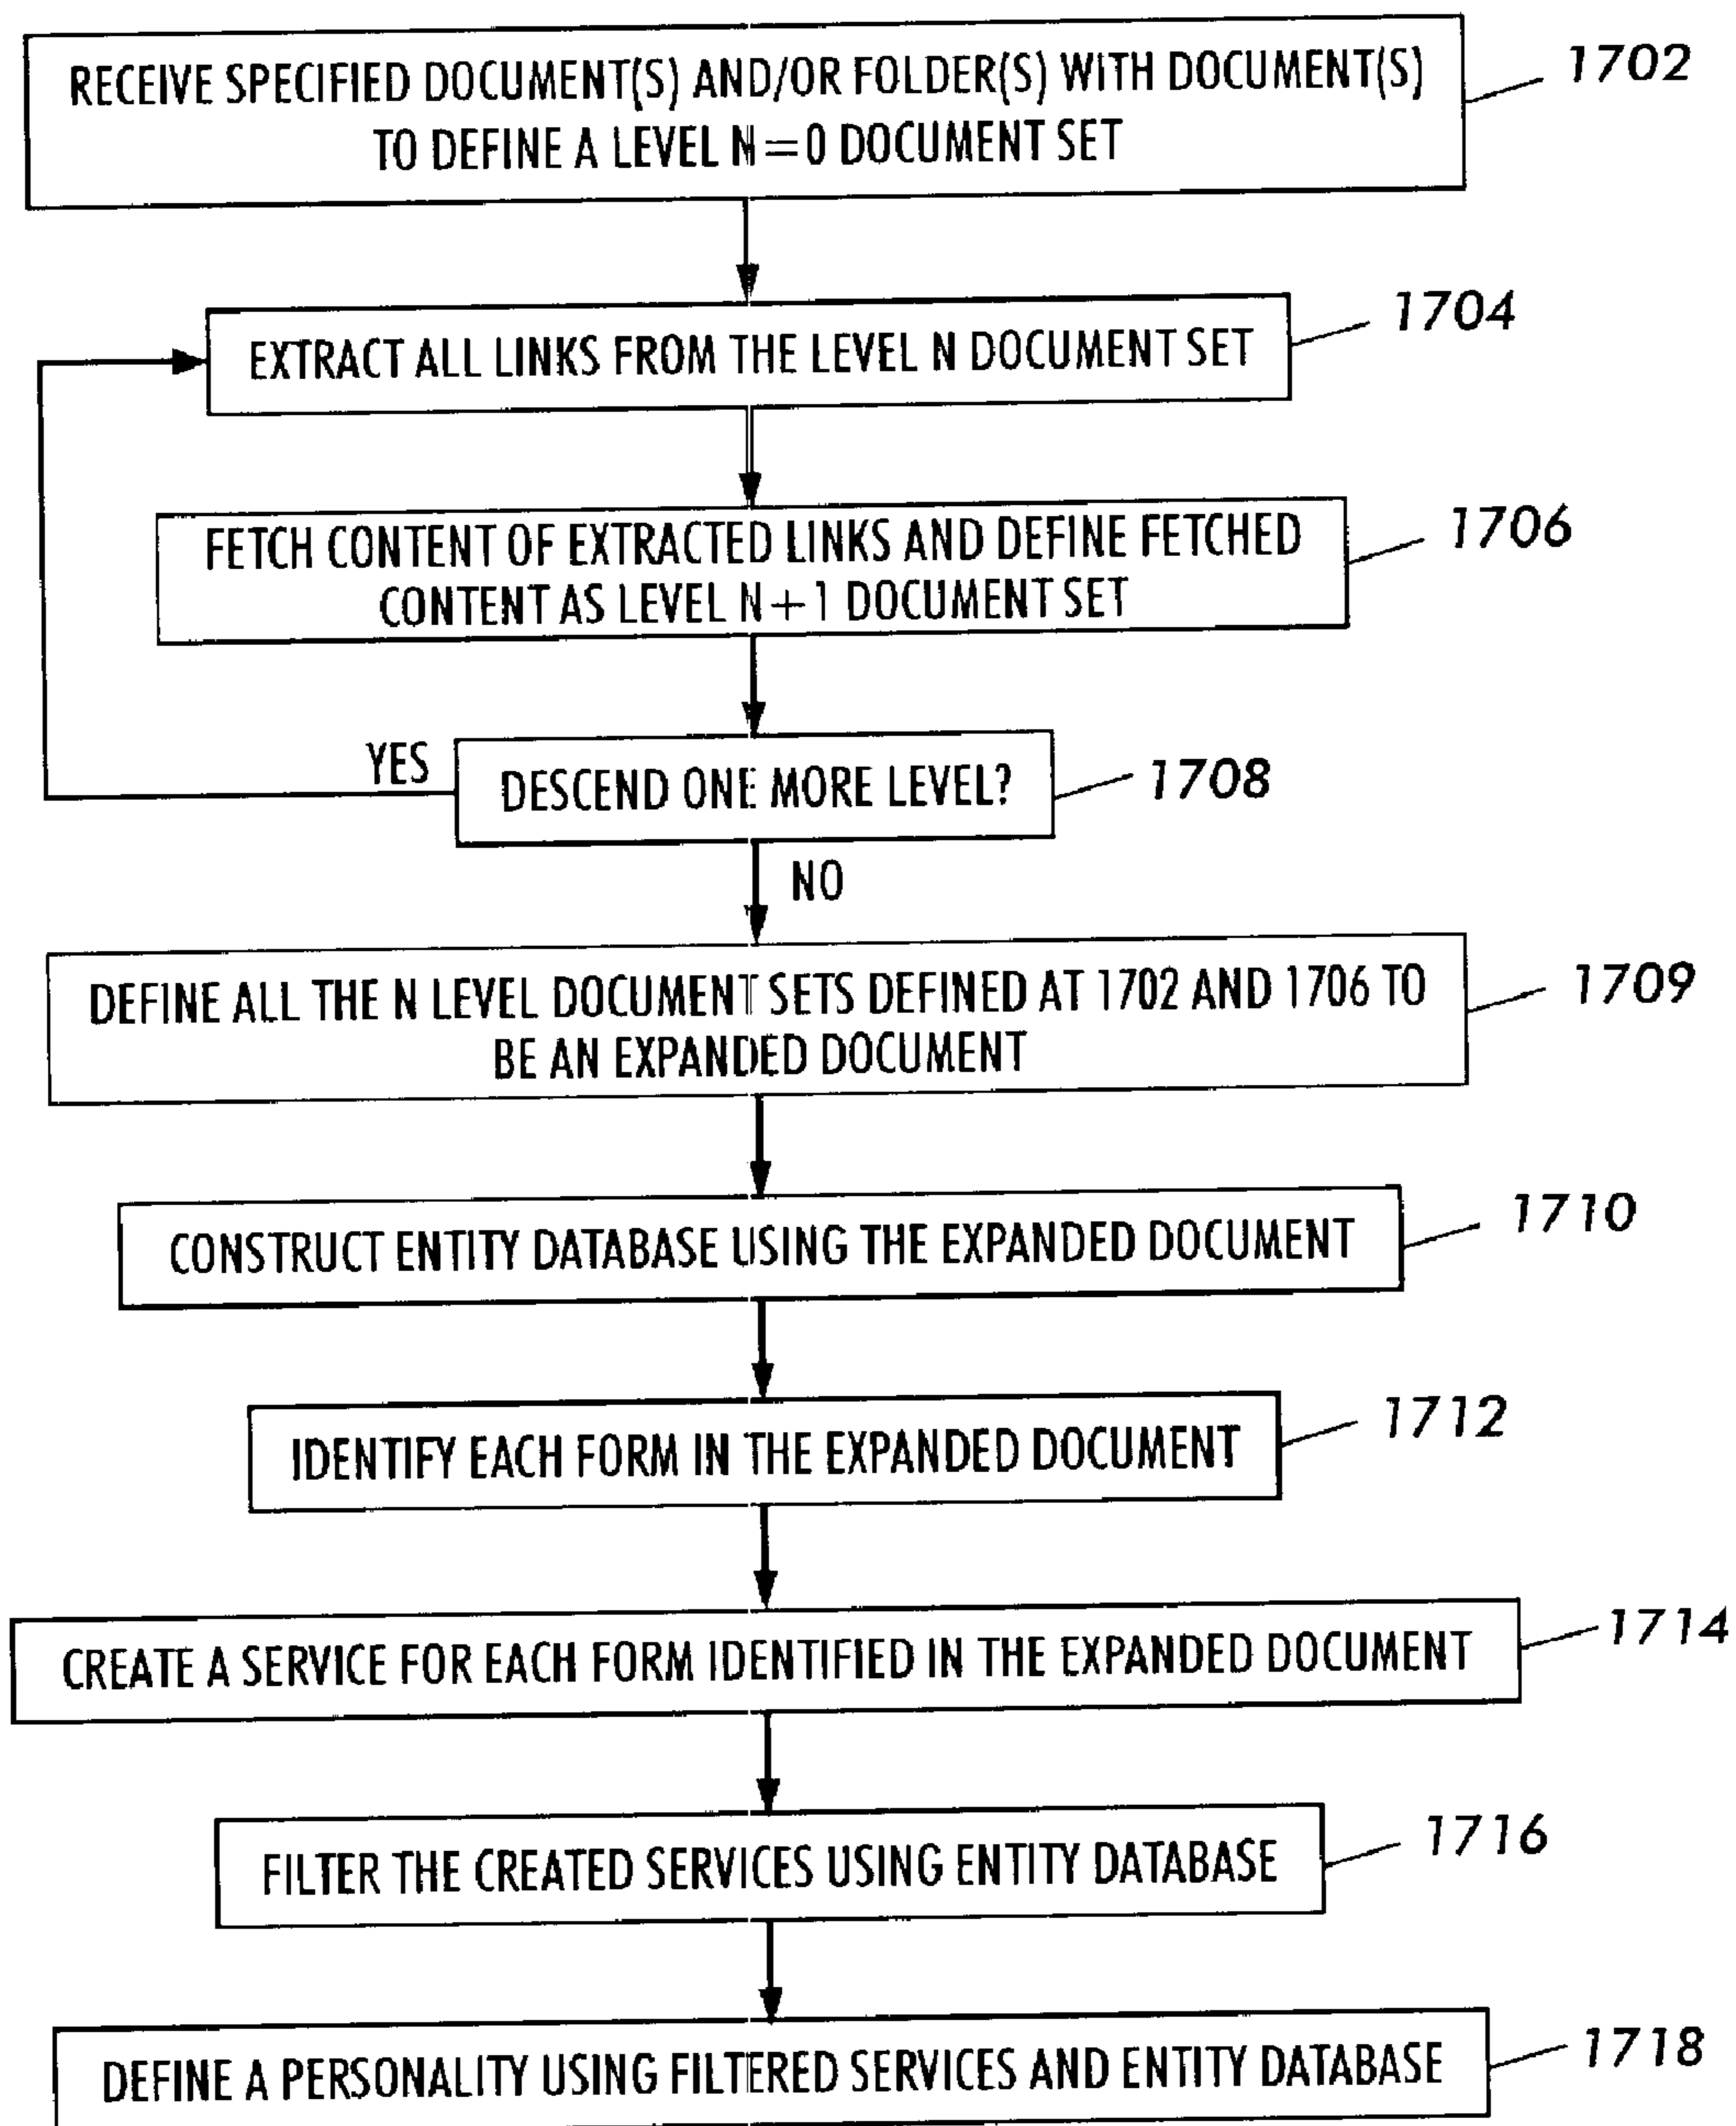 RECEIVE SPECIFIED DOCUMENT(S) AND/OR FOLDER(S) WITH DOCUMENT(S)
TO DEFINE A LEVEL N=0 DOCUMENT SET
1702
EXTRACT ALL LINKS FROM THE LEVEL N DOCUMENT SET
1704
FETCH CONTENT OF EXTRACTED LINKS AND DEFINE FETCHED
CONTENT AS LEVEL N+1 DOCUMENT SET
1706
YES
DESCEND ONE MORE LEVEL?
1708
NO
DEFINE ALL THE N LEVEL DOCUMENT SETS DEFINED AT 1702 AND 1706 TO
BE AN EXPANDED DOCUMENT
1709
CONSTRUCT ENTITY DATABASE USING THE EXPANDED DOCUMENT
1710
IDENTIFY EACH FORM IN THE EXPANDED DOCUMENT
1712
CREATE A SERVICE FOR EACH FORM IDENTIFIED IN THE EXPANDED DOCUMENT
1714
FILTER THE CREATED SERVICES USING ENTITY DATABASE
1716
DEFINE A PERSONALITY USING FILTERED SERVICES AND ENTITY DATABASE
1718